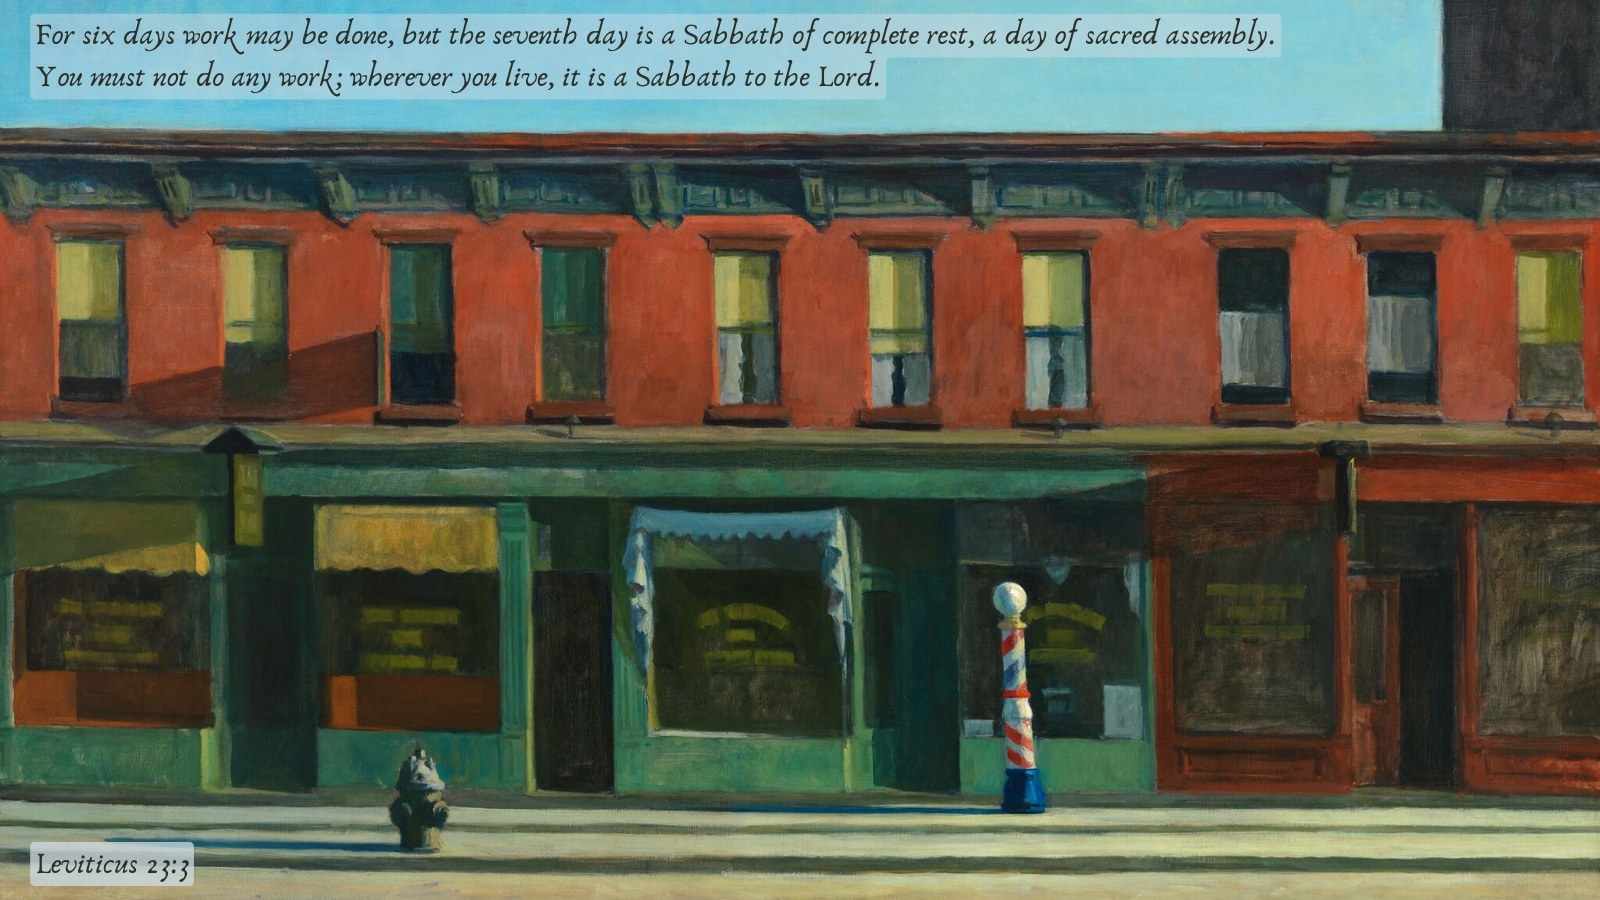 For six days work may be done, but the seventh day is a Sabbath of complete rest, a day of sacred assembly.
You must not do any work; wherever you live, it is a Sabbath to the Lord.
Leviticus 23:3